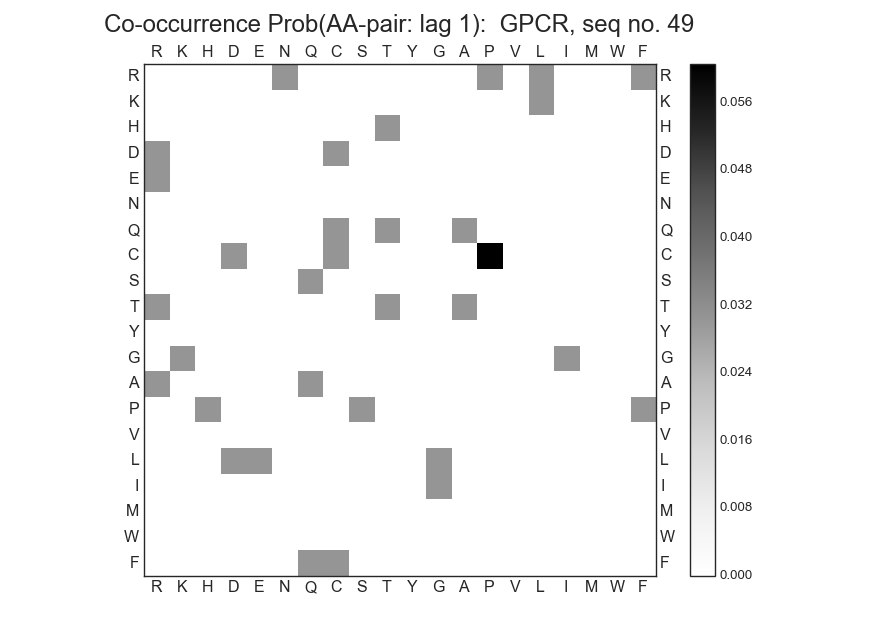 Co-occurrence Prob(AA-pair: lag 1):  GPCR, seq no. 49
R K H D E N Q C S T Y G A P V L I M W F
R R
K K
H H
D D
E E
N N
Q Q
C C
S S
T T
Y Y
G G
A A
P P
V V
L L
I I
M M
W W
F F
R K H D E N Q C S T Y G A P V L I M W F
0.056
0.048
0.040
0.032
0.024
0.016
0.008
0.000